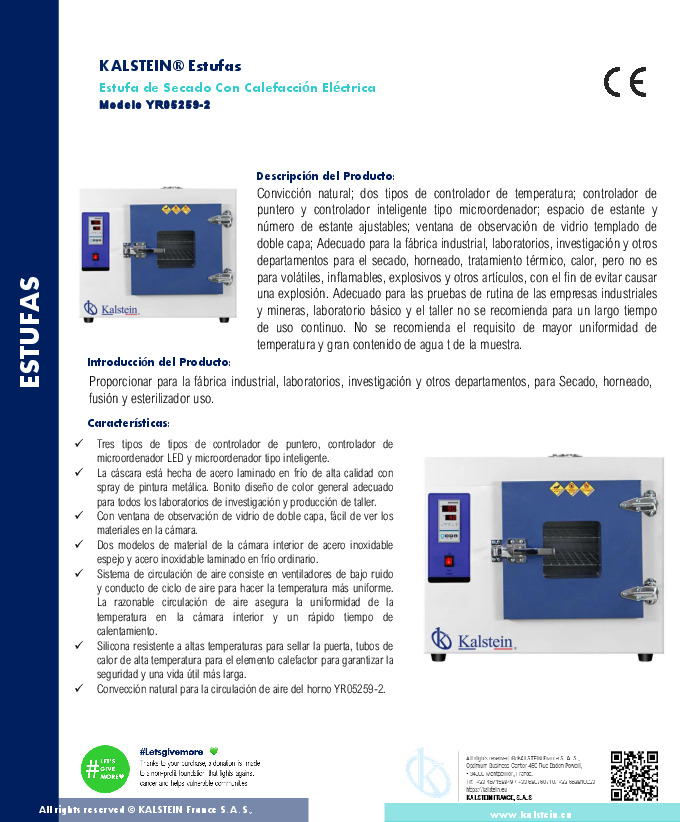 KALSTEIN® Estufas
Estufa de Secado Con Calefacción Eléctrica
Modelo YR05259-2
CE
ESTUFAS
Descripción del Producto:
Convicción natural; dos tipos de controlador de temperatura; controlador de
puntero y controlador inteligente tipo microordenador; espacio de estante y
número de estante ajustables; ventana de observación de vidrio templado de
doble capa; Adecuado para la fábrica industrial, laboratorios, investigación y otros
departamentos para el secado, horneado, tratamiento térmico, calor, pero no es
para volátiles, inflamables, explosivos y otros artículos, con el fin de evitar causar
una explosión. Adecuado para las pruebas de rutina de las empresas industriales
y mineras, laboratorio básico y el taller no se recomienda para un largo tiempo
de uso continuo. No se recomienda el requisito de mayor uniformidad de
temperatura y gran contenido de agua t de la muestra.
Kalstein
Introducción del Producto:
Proporcionar para la fábrica industrial, laboratorios, investigación y otros departamentos, para Secado, horneado,
fusión y esterilizador uso.
Características:
✓ Tres tipos de tipos de controlador de puntero, controlador de
microordenador LED y microordenador tipo inteligente.
✓ La cáscara está hecha de acero laminado en frío de alta calidad con
spray de pintura metálica. Bonito diseño de color general adecuado
para todos los laboratorios de investigación y producción de taller.
✓ Con ventana de observación de vidrio de doble capa, fácil de ver los
materiales en la cámara.
✓ Dos modelos de material de la cámara interior de acero inoxidable
espejo y acero inoxidable laminado en frío ordinario.
✓ Sistema de circulación de aire consiste en ventiladores de bajo ruido
y conducto de ciclo de aire para hacer la temperatura más uniforme.
La razonable circulación de aire asegura la uniformidad de la
temperatura en la cámara interior y un rápido tiempo de
calentamiento.
✓ Silicona resistente a altas temperaturas para sellar la puerta, tubos de
calor de alta temperatura para el elemento calefactor para garantizar la
seguridad y una vida útil más larga.
✓ Convección natural para la circulación de aire del horno YR05259-2.
Kalstein
#LET'S
GIVE
MORE
#Letsgivemore
Thanks to your purchase, a donation is made
to a non-profit foundation that fights against
cancer and helps vulnerable communities
All rights reserved © KALSTEIN France S. A. S.,
KALSTEIN FRANCE, S.A.S
All rights reserved © KALSTEIN France S. A. S.,
www.kalstein.eu